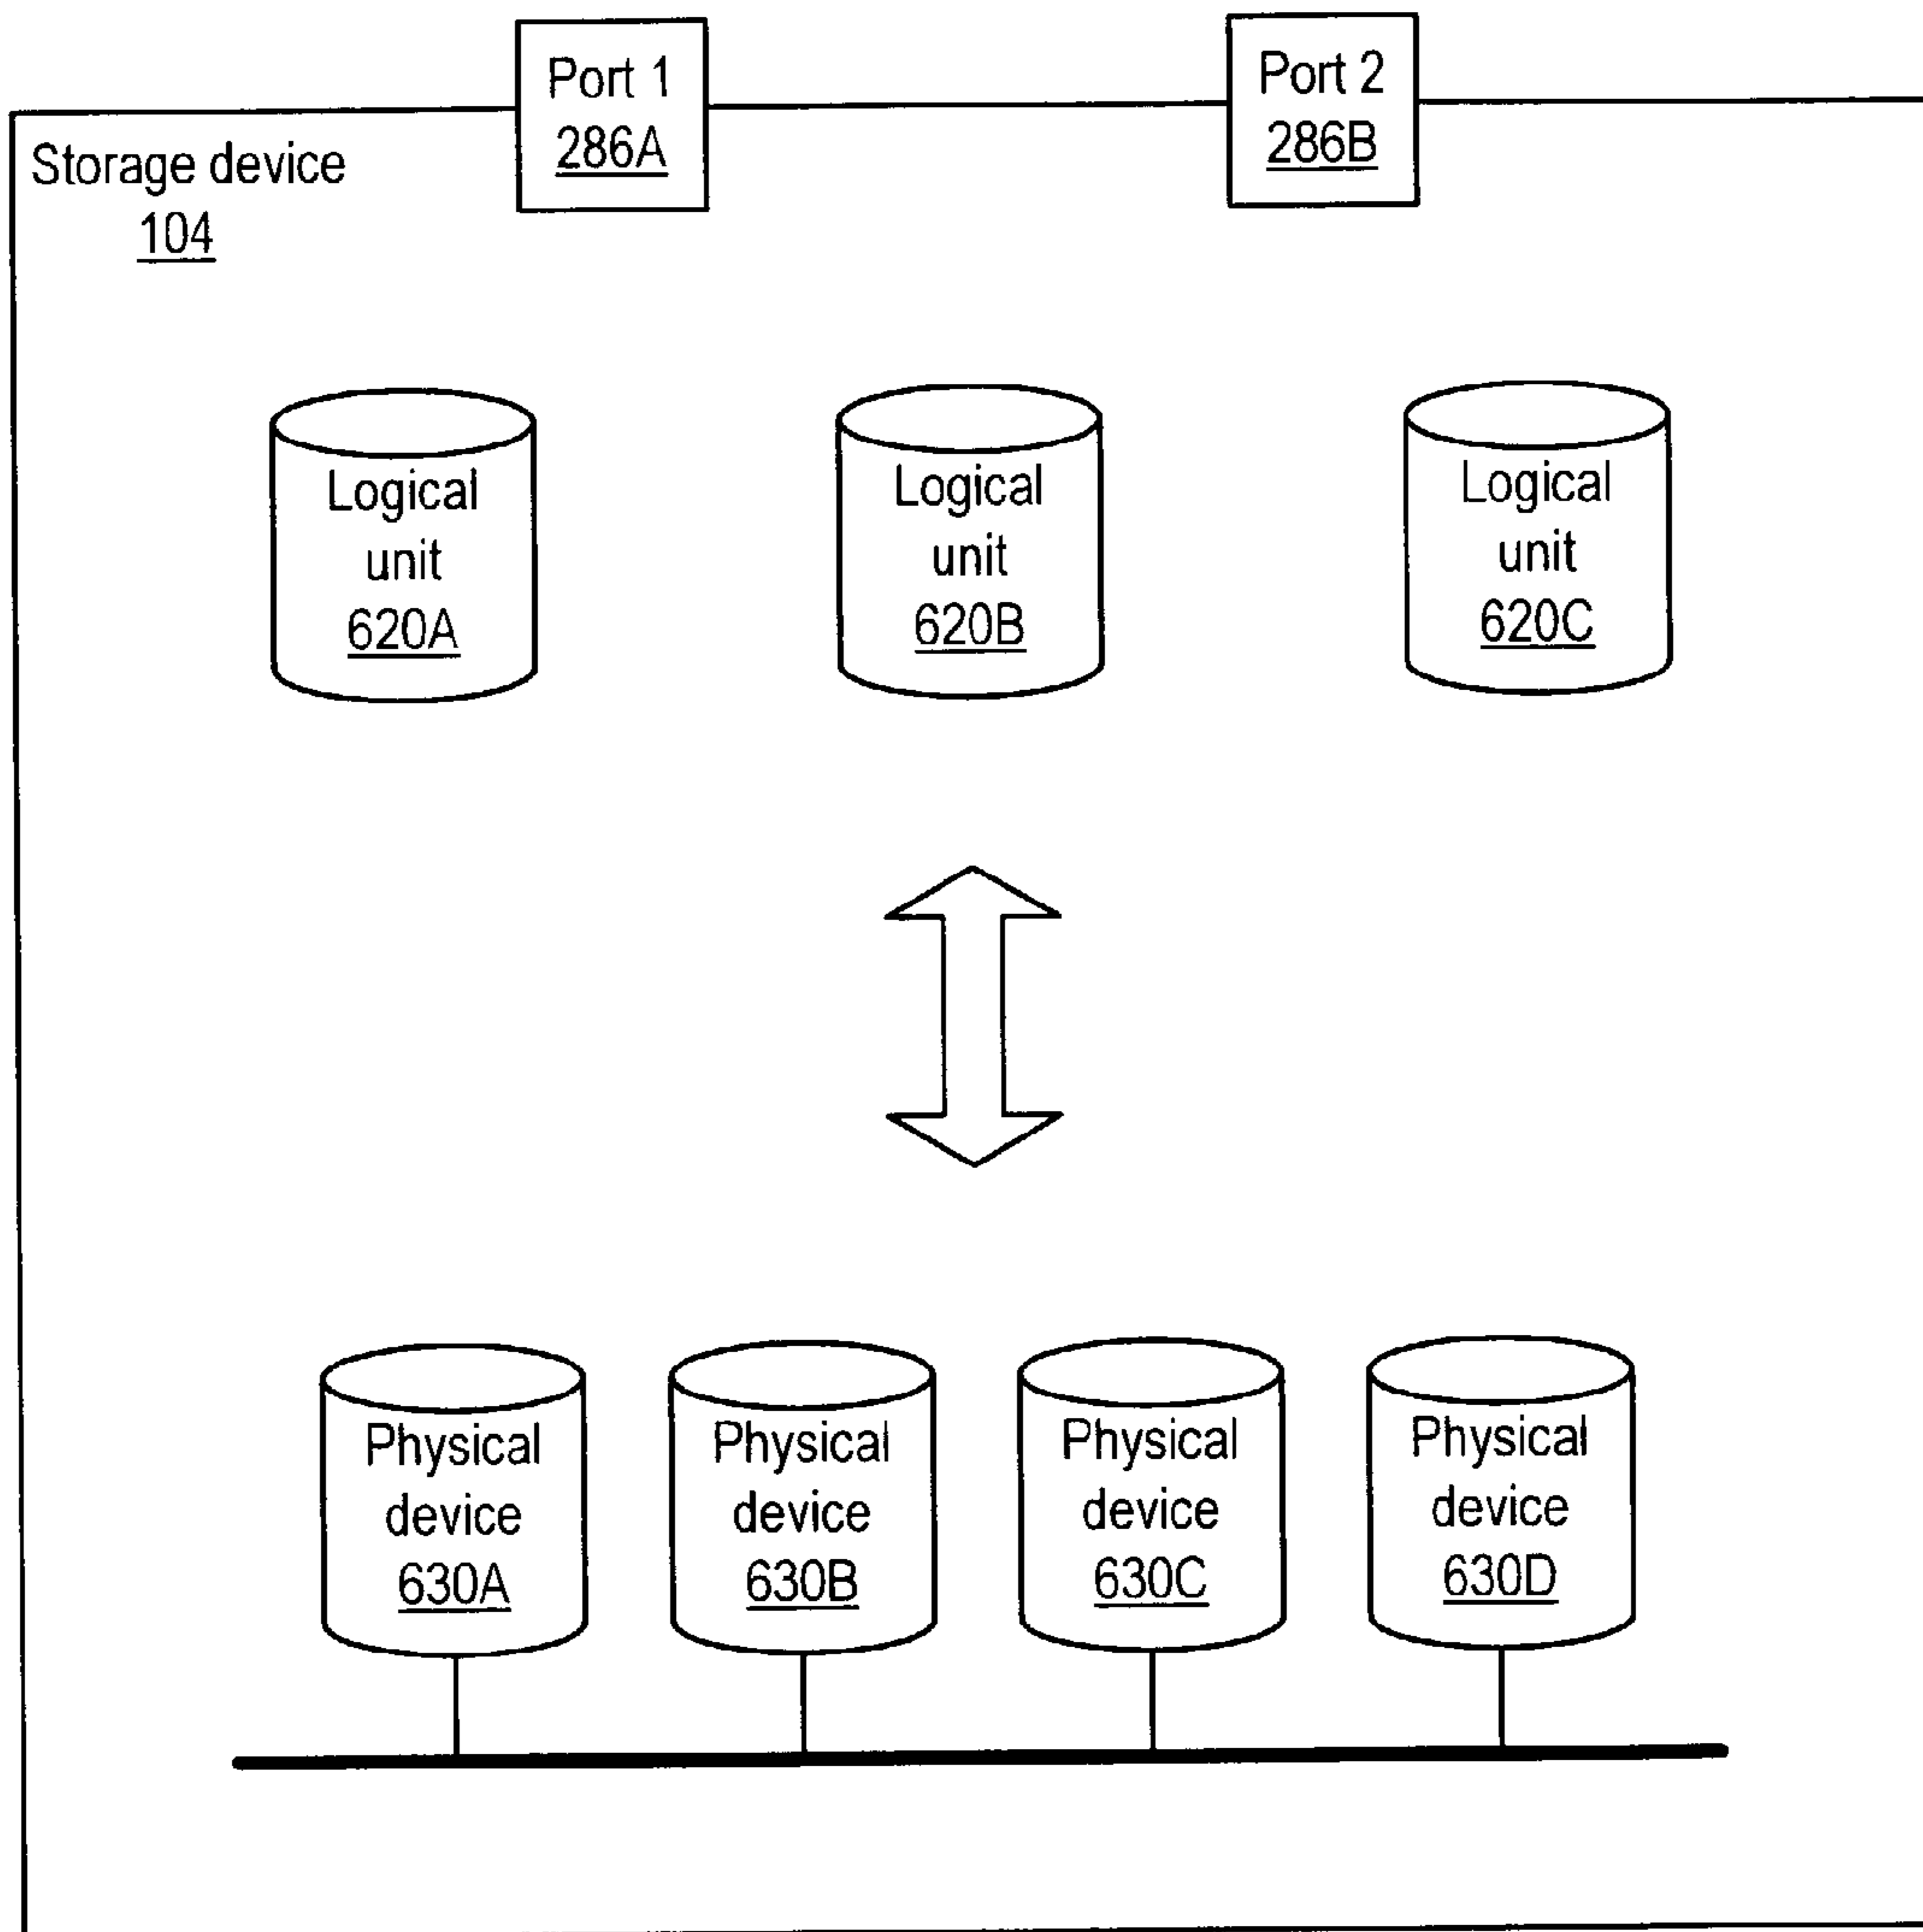 Port 1
286A
Port 2
286B
Storage device
104
Logical
unit
620A
Logical
unit
620B
Logical
unit
620C
Physical
device
630A
Physical
device
630B
Physical
device
630C
Physical
device
630D